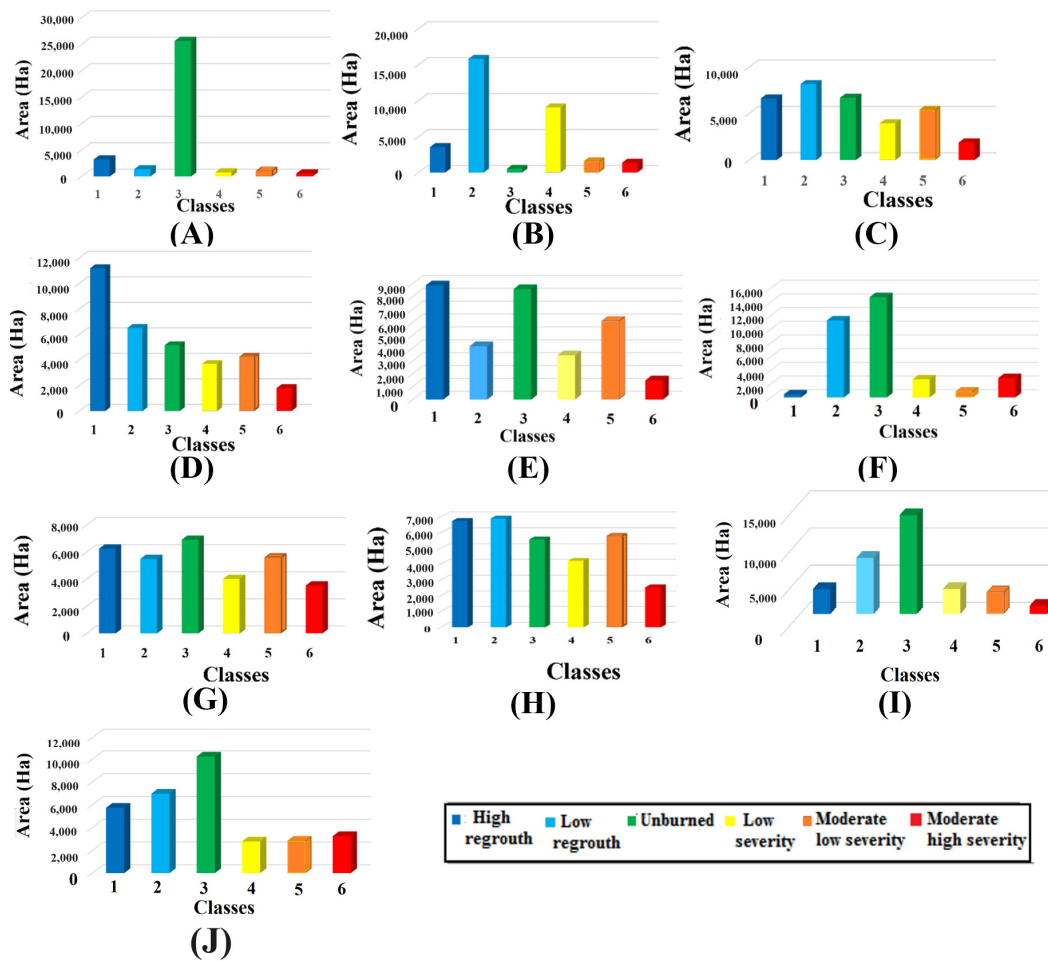 30,000
25,000
20,000
15,000
10,000
5,000
0
Area (Ha)
1 2 3 4 5 6
Classes
(A)
20,000
15,000
10,000
5,000
0
Area (Ha)
1 2 3 4 5 6
Classes
(B)
10,000
5,000
0
Area (Ha)
1 2 3 4 5 6
Classes
(C)
12,000
10,000
8,000
6,000
4,000
2,000
0
Area (Ha)
1 2 3 4 5 6
Classes
(D)
9,000
8,000
7,000
6,000
5,000
4,000
3,000
2,000
1,000
0
Area (Ha)
1 2 3 4 5 6
Classes
(E)
16,000
14,000
12,000
10,000
8,000
6,000
4,000
2,000
0
Area (Ha)
1 2 3 4 5 6
Classes
(F)
8,000
6,000
4,000
2,000
0
Area (Ha)
1 2 3 4 5 6
Classes
(G)
7,000
6,000
5,000
4,000
3,000
2,000
1,000
0
Area (Ha)
1 2 3 4 5 6
Classes
(H)
15,000
10,000
5,000
0
Area (Ha)
1 2 3 4 5 6
Classes
(I)
12,000
10,000
8,000
6,000
4,000
2,000
0
Area (Ha)
1 2 3 4 5 6
Classes
(J)
High
regrouth
Low
regrouth
Unburned
Low
severity
Moderate
low severity
Moderate
high severity